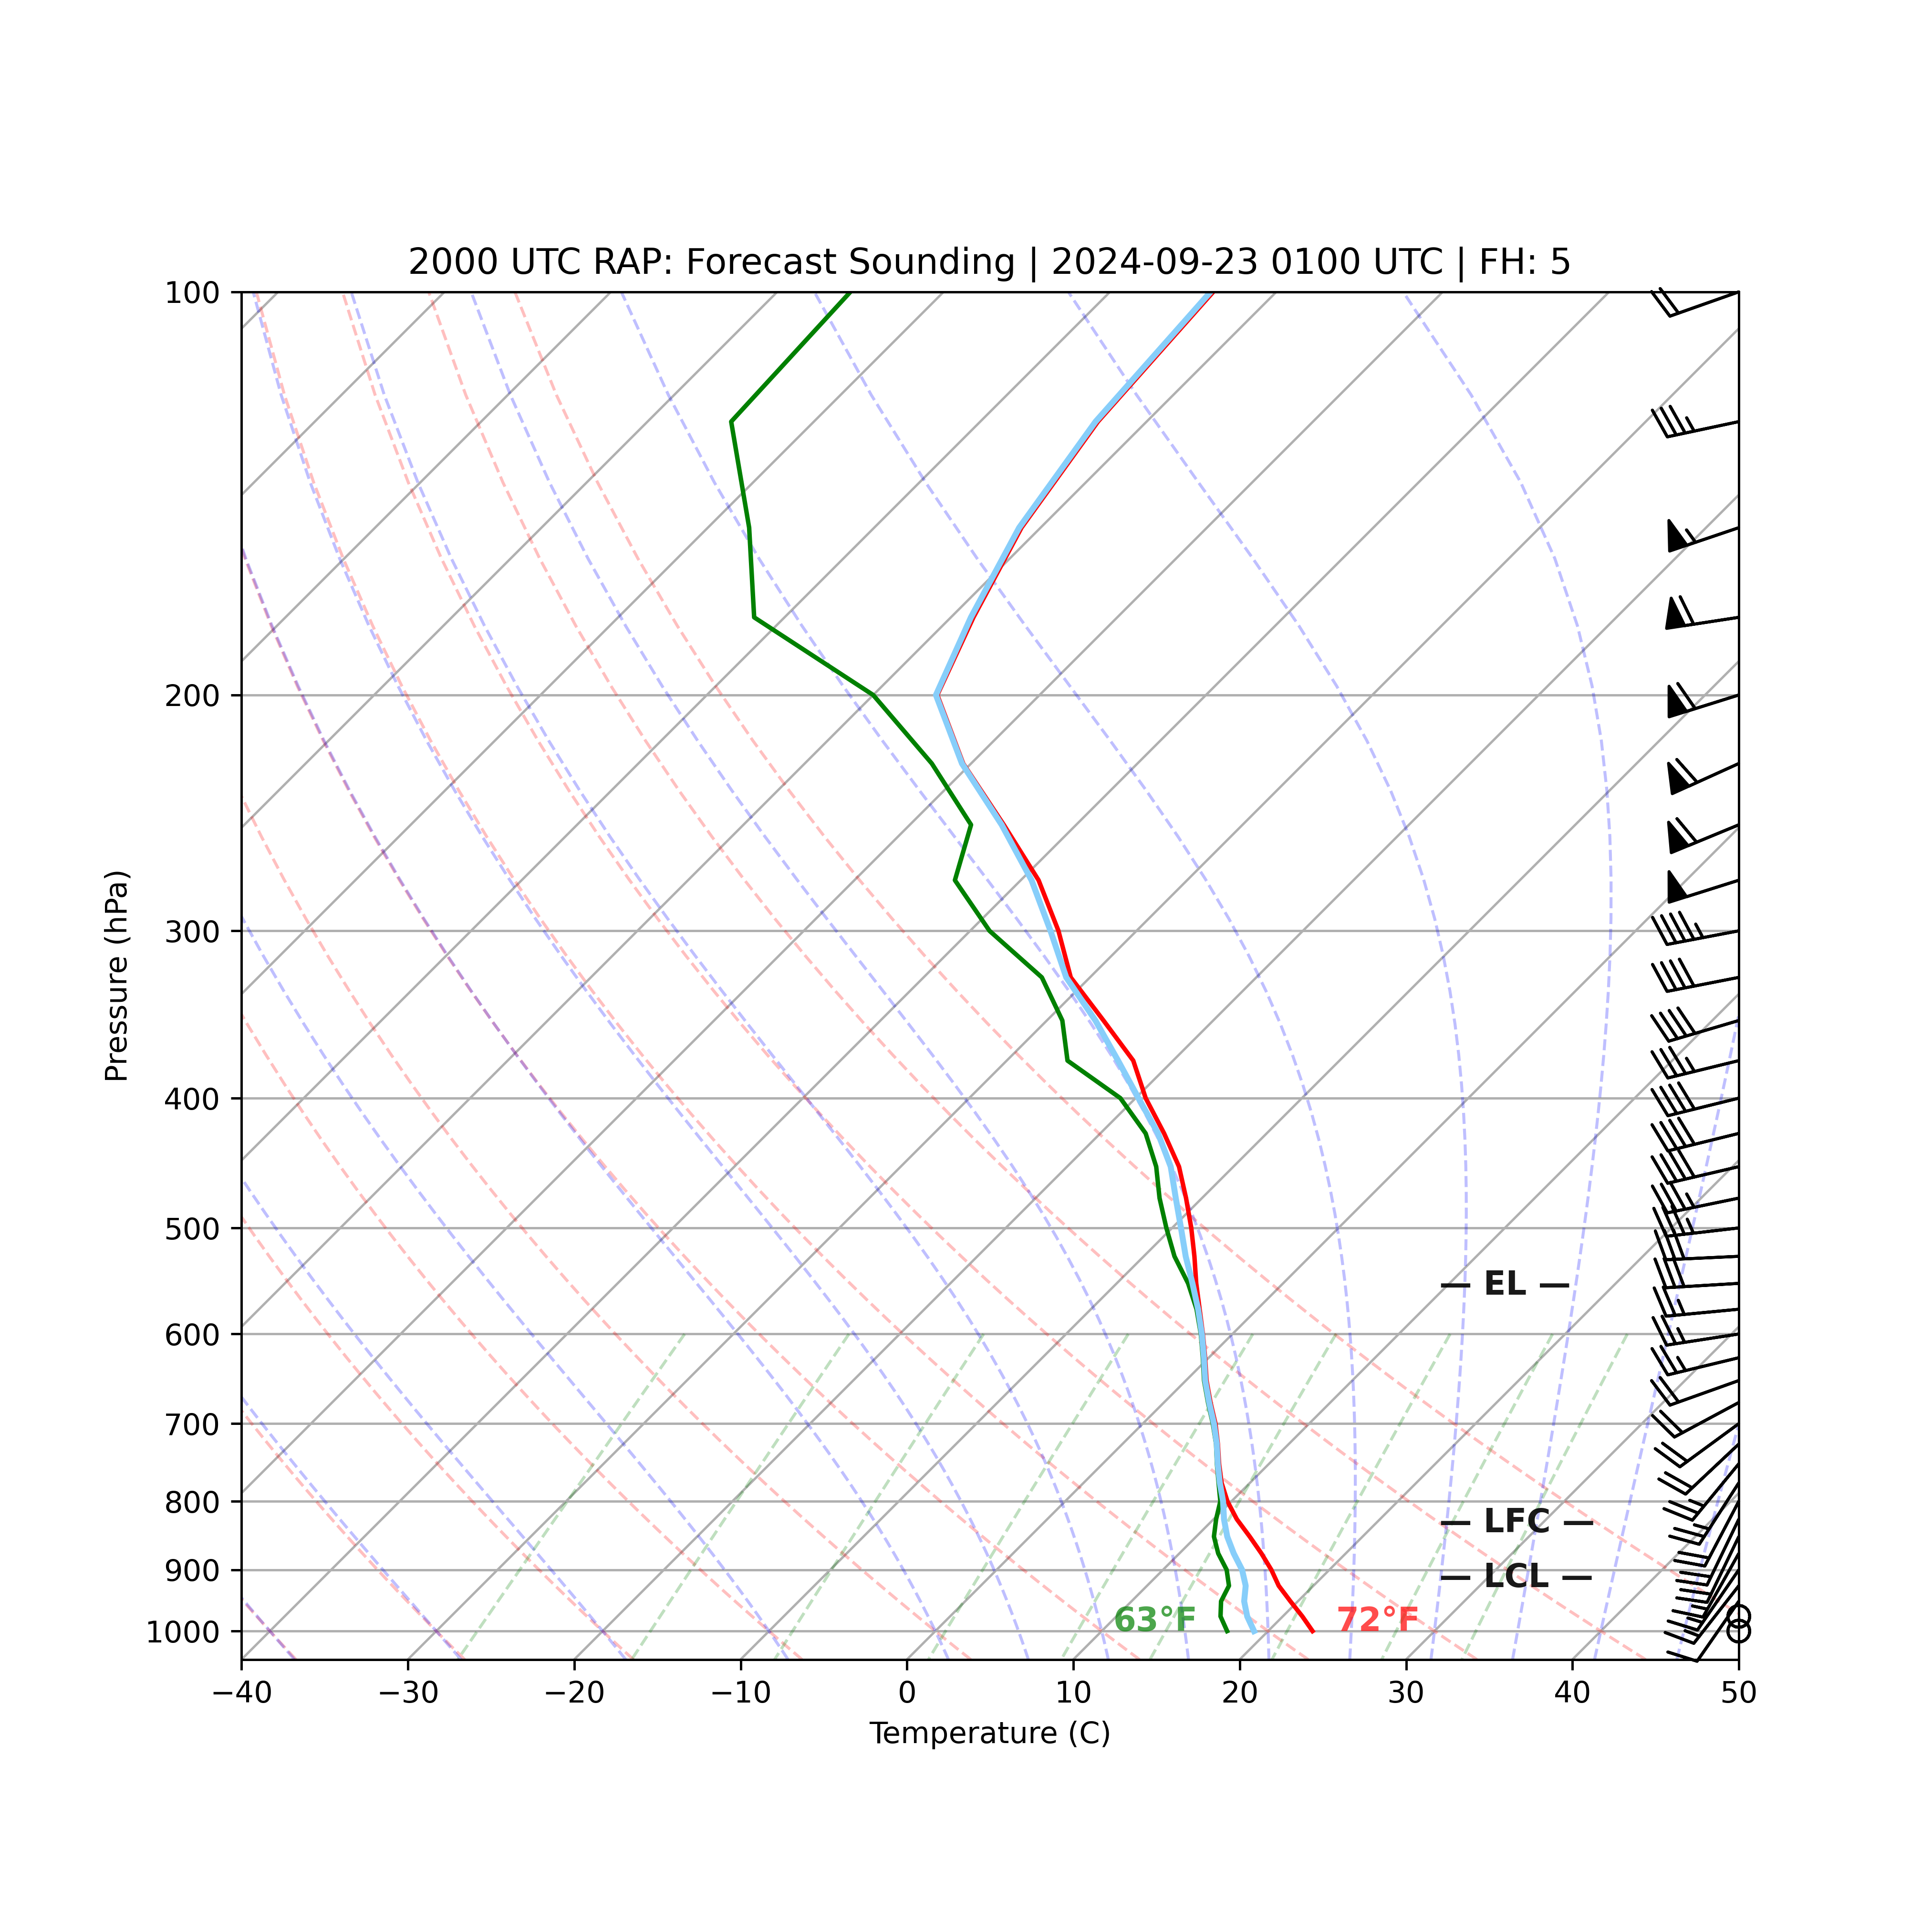 2000 UTC RAP: Forecast Sounding | 2024-09-23 0100 UTC | FH: 5
100
200
300
400
500
600
700
800
900
1000
Pressure (hPa)
— EL —
— LFC —
— LCL —
63°F 72°F
−40 −30 −20 −10 0 10 20 30 40 50
Temperature (C)